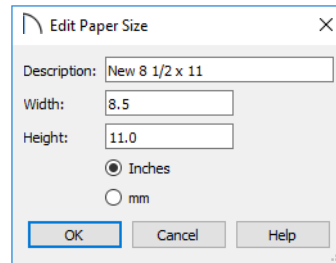 Edit Paper Size
Description: New 8 1/2 x 11
Width: 8.5
Height: 11.0
Inches
mm
OK Cancel Help